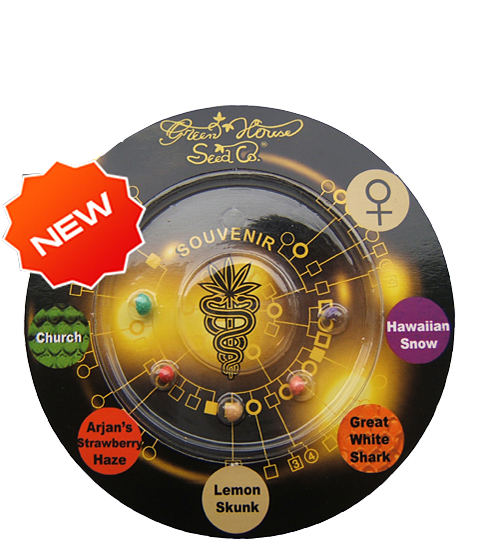 Green House
Seed Co.®
NEW
SOUVENIR
Church
Hawaiian
Snow
Arjan's
Strawberry
Haze
Great
White
Shark
Lemon
Skunk
3 4